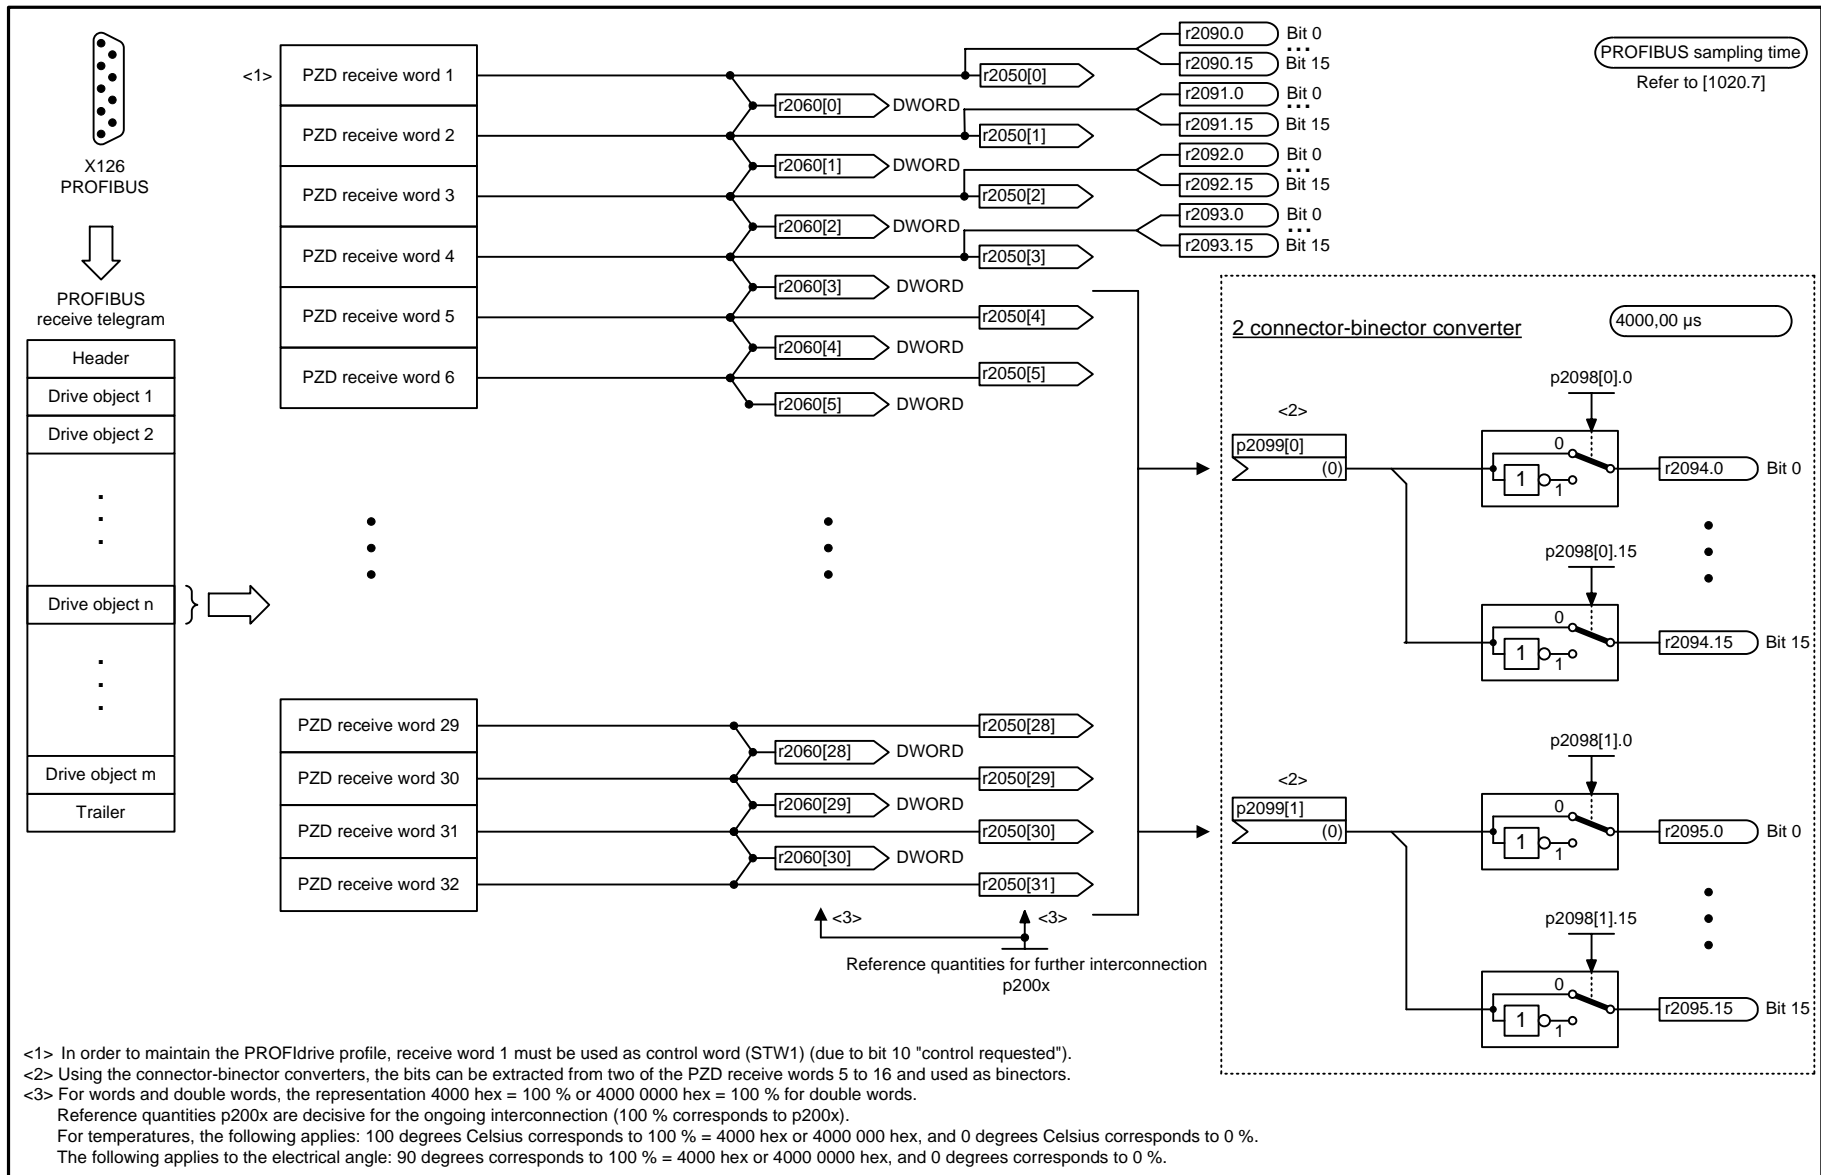 X126
PROFIBUS
PROFIBUS
receive telegram
Header
Drive object 1
Drive object 2
Drive object n
Drive object m
Trailer
<1>
PZD receive word 1
PZD receive word 2
PZD receive word 3
PZD receive word 4
PZD receive word 5
PZD receive word 6
PZD receive word 29
PZD receive word 30
PZD receive word 31
PZD receive word 32
r2060[0] DWORD
r2060[1] DWORD
r2060[2] DWORD
r2060[3] DWORD
r2060[4] DWORD
r2060[5] DWORD
r2060[28] DWORD
r2060[29] DWORD
r2060[30] DWORD
r2050[0]
r2050[1]
r2050[2]
r2050[3]
r2050[4]
r2050[5]
r2050[28]
r2050[29]
r2050[30]
r2050[31]
<3>
<3>
Reference quantities for further interconnection
p200x
r2090.0 Bit 0
...
r2090.15 Bit 15
r2091.0 Bit 0
...
r2091.15 Bit 15
r2092.0 Bit 0
...
r2092.15 Bit 15
r2093.0 Bit 0
...
r2093.15 Bit 15
PROFIBUS sampling time
Refer to [1020.7]
2 connector-binector converter
4000,00 µs
<2>
p2099[0]
(0)
p2098[0].0
0
1
1
r2094.0 Bit 0
p2098[0].15
0
1
1
r2094.15 Bit 15
<2>
p2099[1]
(0)
p2098[1].0
0
1
1
r2095.0 Bit 0
p2098[1].15
0
1
1
r2095.15 Bit 15
<1> In order to maintain the PROFIdrive profile, receive word 1 must be used as control word (STW1) (due to bit 10 "control requested").
<2> Using the connector-binector converters, the bits can be extracted from two of the PZD receive words 5 to 16 and used as binectors.
<3> For words and double words, the representation 4000 hex = 100 % or 4000 0000 hex = 100 % for double words.
Reference quantities p200x are decisive for the ongoing interconnection (100 % corresponds to p200x).
For temperatures, the following applies: 100 degrees Celsius corresponds to 100 % = 4000 hex or 4000 000 hex, and 0 degrees Celsius corresponds to 0 %.
The following applies to the electrical angle: 90 degrees corresponds to 100 % = 4000 hex or 4000 0000 hex, and 0 degrees corresponds to 0 %.